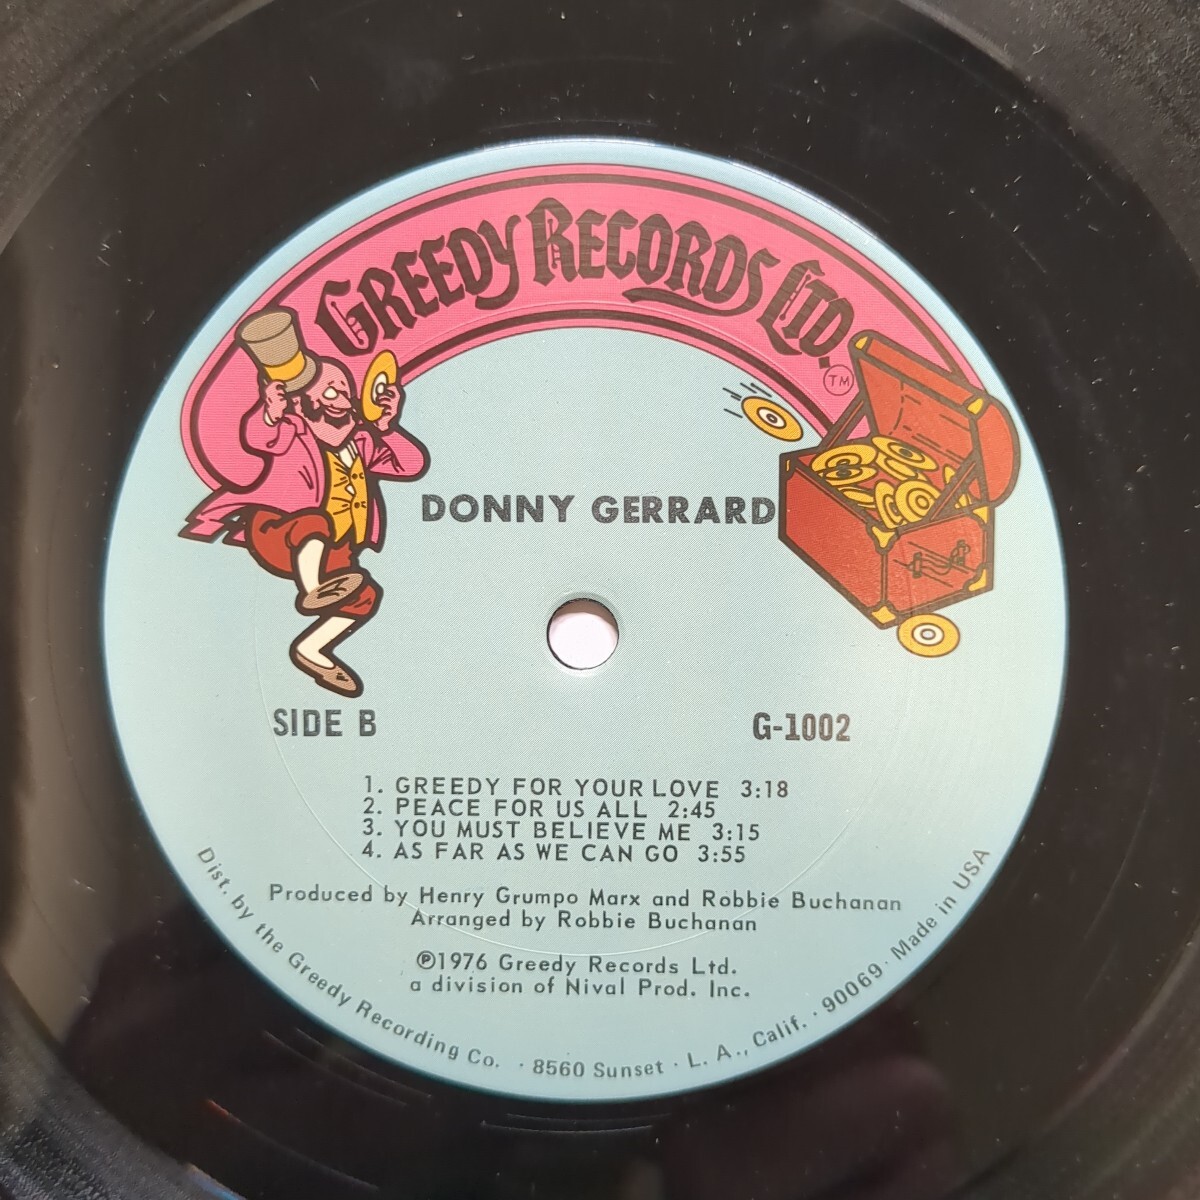 GREEDY RECORDS LTD.
TM
DONNY GERRARD
SIDE B
G-1002
1. GREEDY FOR YOUR LOVE 3:18
2. PEACE FOR US ALL 2:45
3. YOU MUST BELIEVE ME 3:15
4. AS FAR AS WE CAN GO 3:55
Produced by Henry Grumpo Marx and Robbie Buchanan
Arranged by Robbie Buchanan
℗1976 Greedy Records Ltd.
a division of Nival Prod. Inc.
Dist. by the Greedy Recording Co. · 8560 Sunset · L. A., Calif. · 90069 · Made in USA